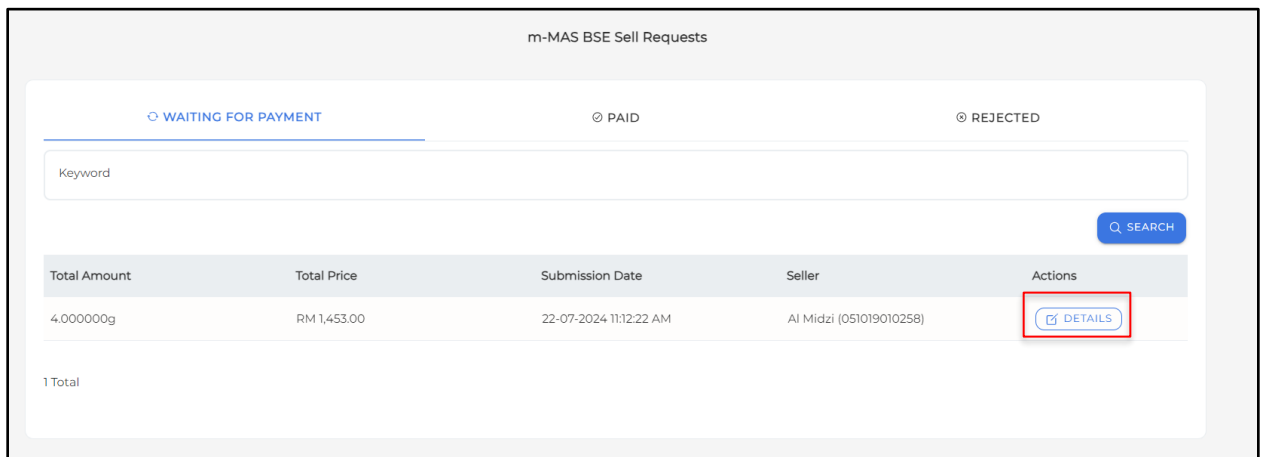 m-MAS BSE Sell Requests
WAITING FOR PAYMENT PAID REJECTED
Keyword
SEARCH
Total Amount Total Price Submission Date Seller Actions
4.000000g RM 1,453.00 22-07-2024 11:12:22 AM Al Midzi (051019010258) DETAILS
1 Total